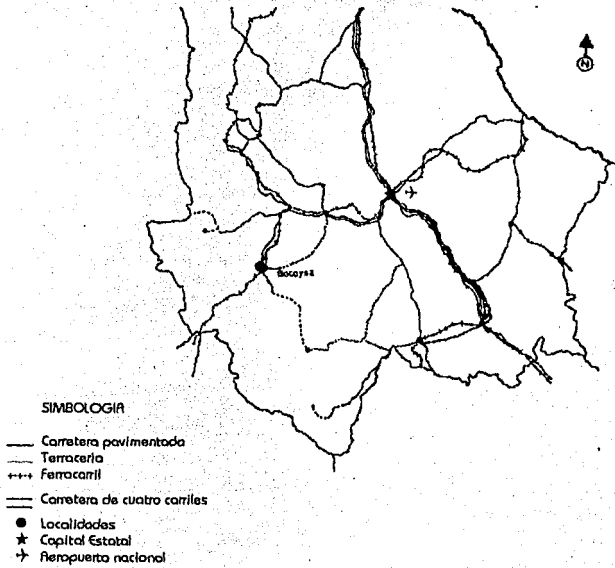 N
Bocoyna
SIMBOLOGIA
Carretera pavimentada
Terraceria
Ferrocarril
Carretera de cuatro carriles
Localidades
Capital Estatal
Aeropuerto nacional